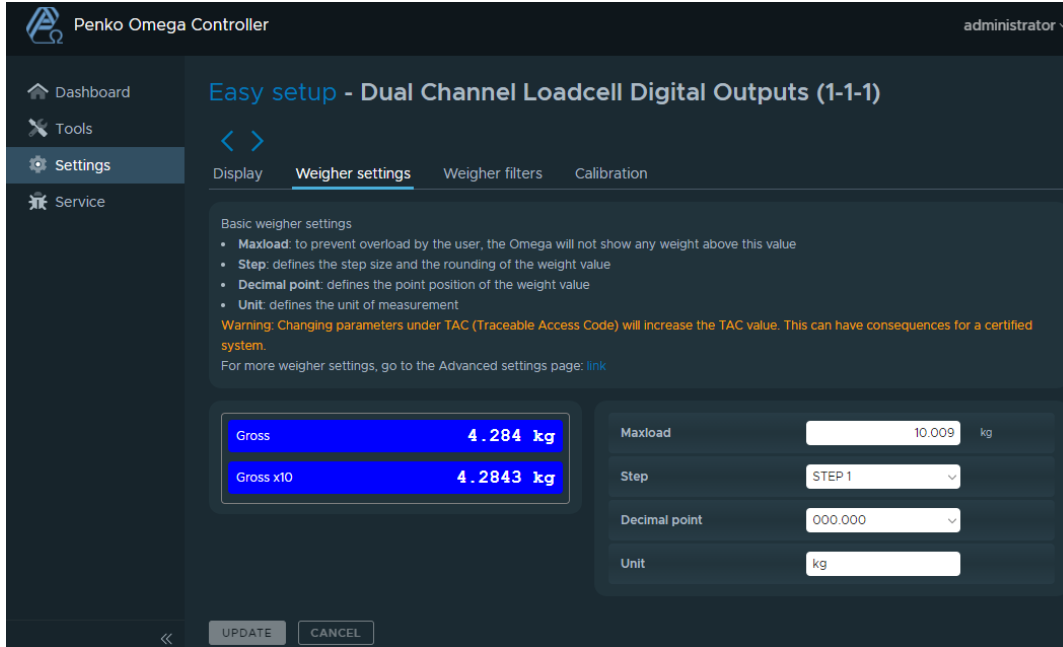 Penko Omega Controller
administrator
Dashboard
Tools
Settings
Service
Easy setup - Dual Channel Loadcell Digital Outputs (1-1-1)
Display Weigher settings Weigher filters Calibration
Basic weigher settings
• Maxload: to prevent overload by the user, the Omega will not show any weight above this value
• Step: defines the step size and the rounding of the weight value
• Decimal point: defines the point position of the weight value
• Unit: defines the unit of measurement
Warning: Changing parameters under TAC (Traceable Access Code) will increase the TAC value. This can have consequences for a certified
system.
For more weigher settings, go to the Advanced settings page: link
Gross 4.284 kg
Gross x10 4.2843 kg
Maxload 10.009 kg
Step STEP 1
Decimal point 000.000
Unit kg
UPDATE CANCEL